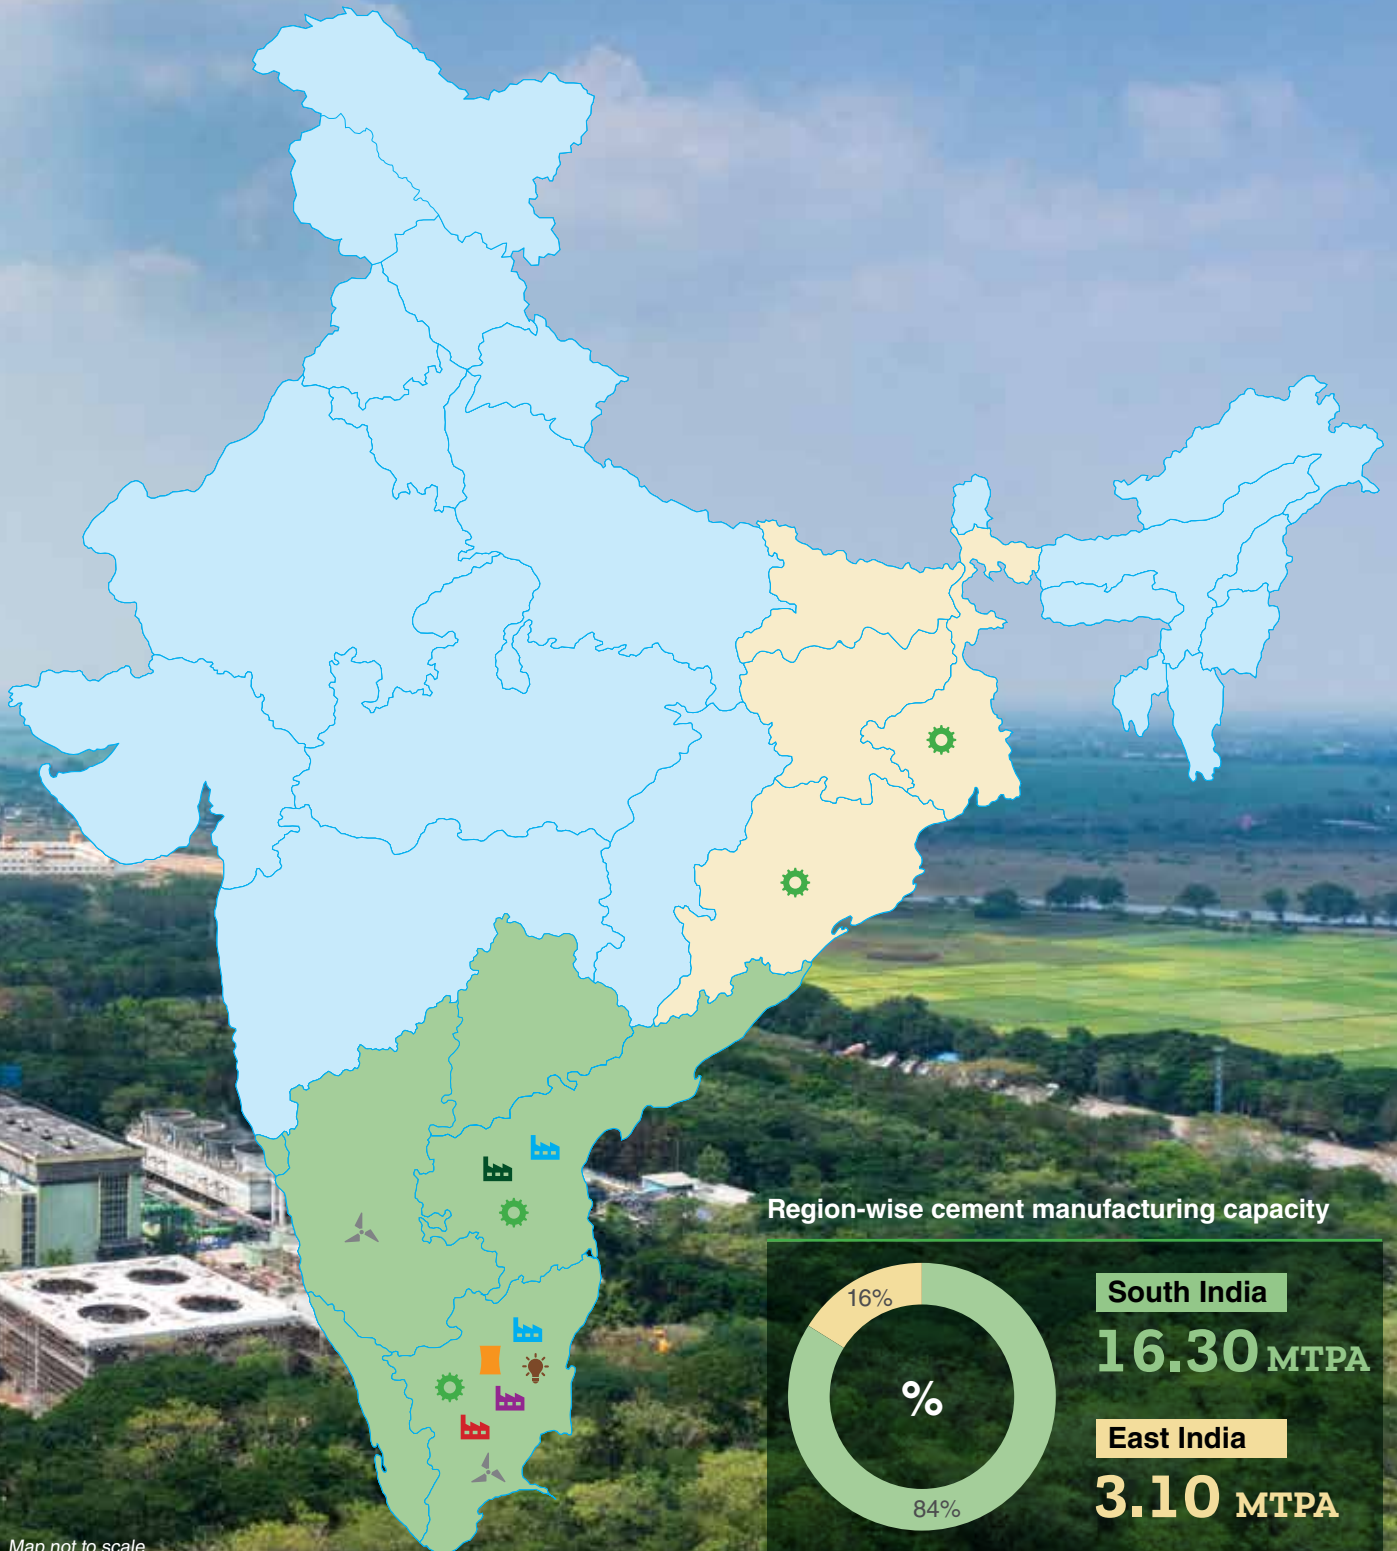 Region-wise cement manufacturing capacity
16%
%
84%
South India
16.30 MTPA
East India
3.10 MTPA
Map not to scale